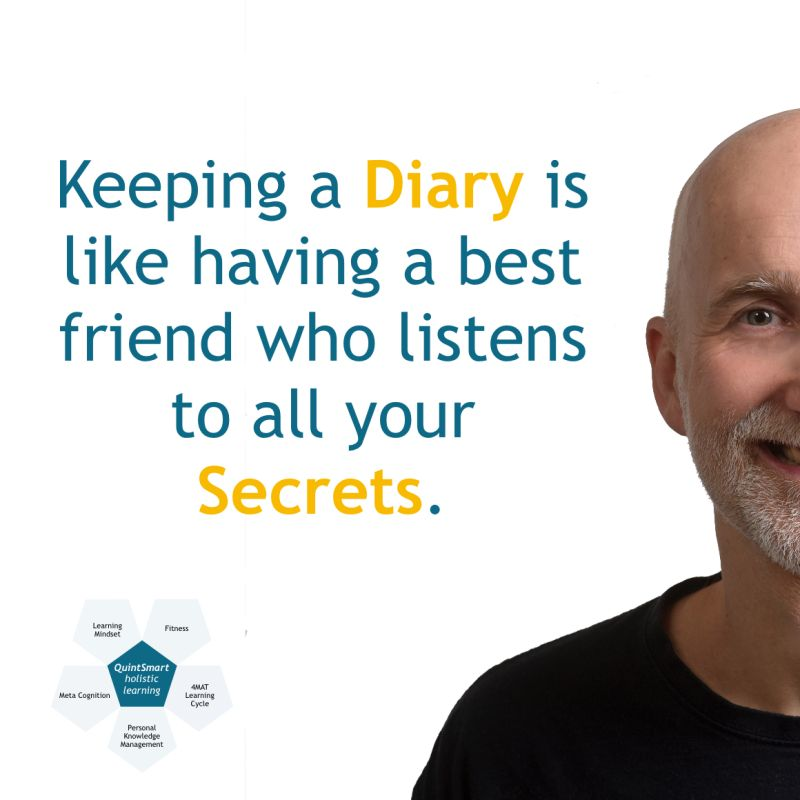 Keeping a Diary is
like having a best
friend who listens
to all your
Secrets.
Learning
Mindset
Fitness
QuintSmart
holistic
learning
Meta Cognition
4MAT
Learning
Cycle
Personal
Knowledge
Management